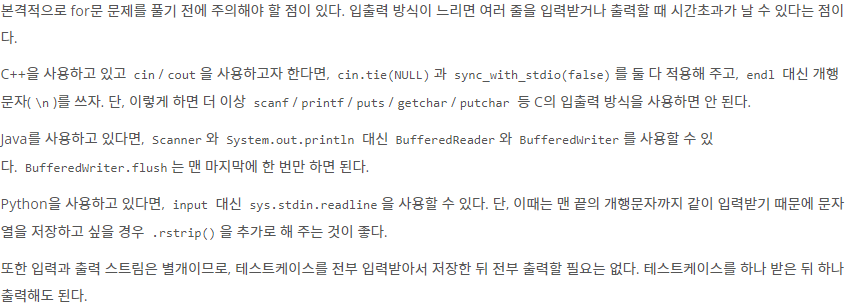 본격적으로 for문 문제를 풀기 전에 주의해야 할 점이 있다. 입출력 방식이 느리면 여러 줄을 입력받거나 출력할 때 시간초과가 날 수 있다는 점이
다.
C++을 사용하고 있고 cin / cout 을 사용하고자 한다면, cin.tie(NULL) 과 sync_with_stdio(false) 를 둘 다 적용해 주고, endl 대신 개행
문자( \n )를 쓰자. 단, 이렇게 하면 더 이상 scanf / printf / puts / getchar / putchar 등 C의 입출력 방식을 사용하면 안 된다.
Java를 사용하고 있다면, Scanner 와 System.out.println 대신 BufferedReader 와 BufferedWriter 를 사용할 수 있
다. BufferedWriter.flush 는 맨 마지막에 한 번만 하면 된다.
Python을 사용하고 있다면, input 대신 sys.stdin.readline 을 사용할 수 있다. 단, 이때는 맨 끝의 개행문자까지 같이 입력받기 때문에 문자
열을 저장하고 싶을 경우 .rstrip() 을 추가로 해 주는 것이 좋다.
또한 입력과 출력 스트림은 별개이므로, 테스트케이스를 전부 입력받아서 저장한 뒤 전부 출력할 필요는 없다. 테스트케이스를 하나 받은 뒤 하나
출력해도 된다.